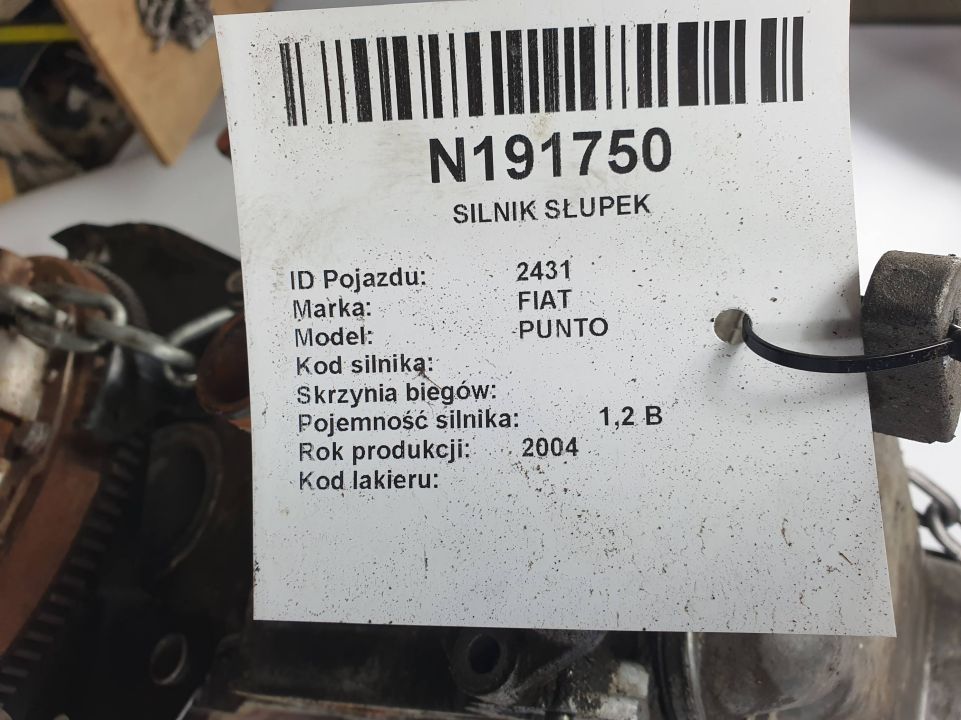 N191750
SILNIK SŁUPEK
ID Pojazdu: 2431
Marka: FIAT
Model: PUNTO
Kod silnika:
Skrzynia biegów:
Pojemność silnika: 1,2 B
Rok produkcji: 2004
Kod lakieru: